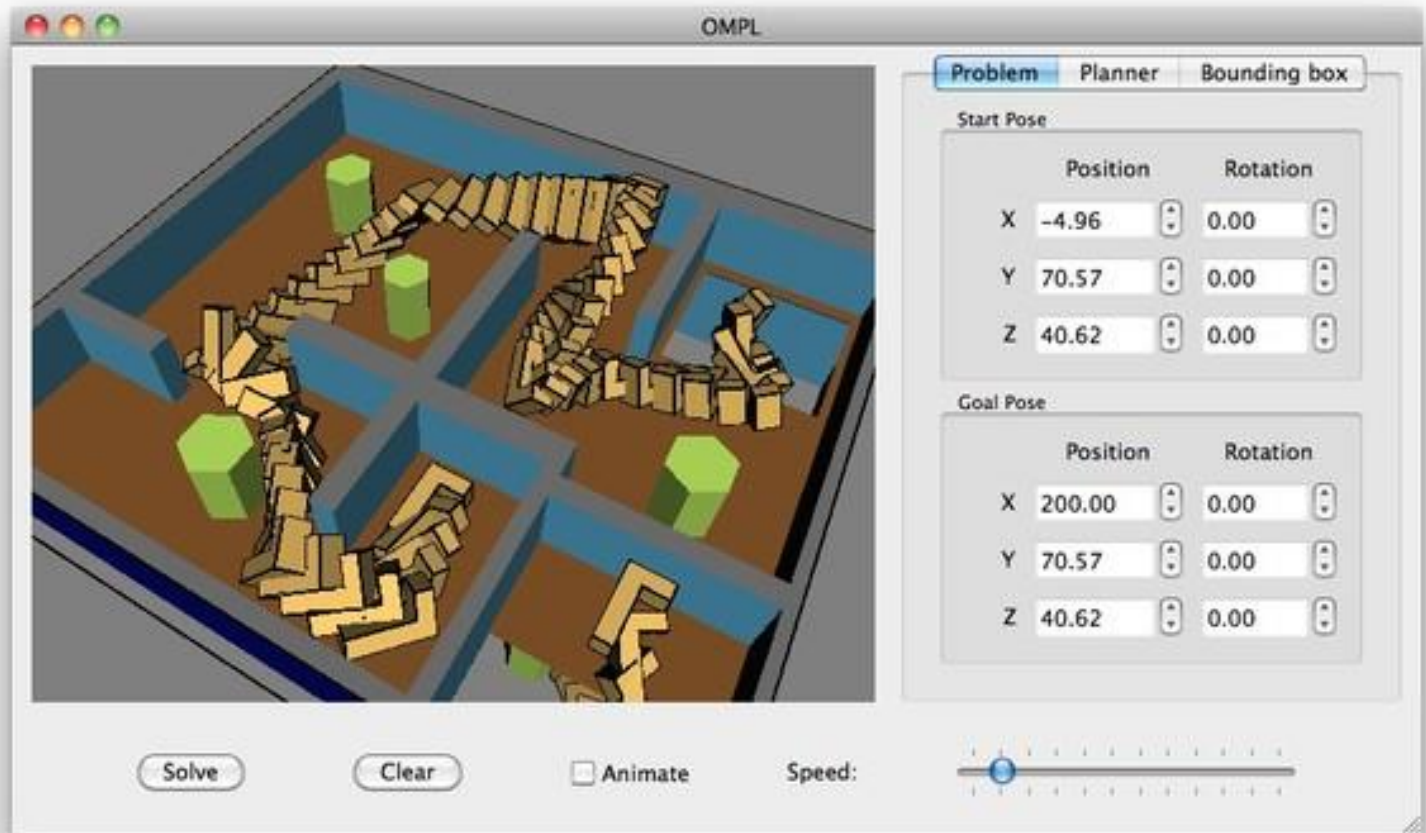 OMPL
Problem Planner Bounding box
Start Pose
Position Rotation
X -4.96 0.00
Y 70.57 0.00
Z 40.62 0.00
Goal Pose
Position Rotation
X 200.00 0.00
Y 70.57 0.00
Z 40.62 0.00
Solve Clear Animate Speed: